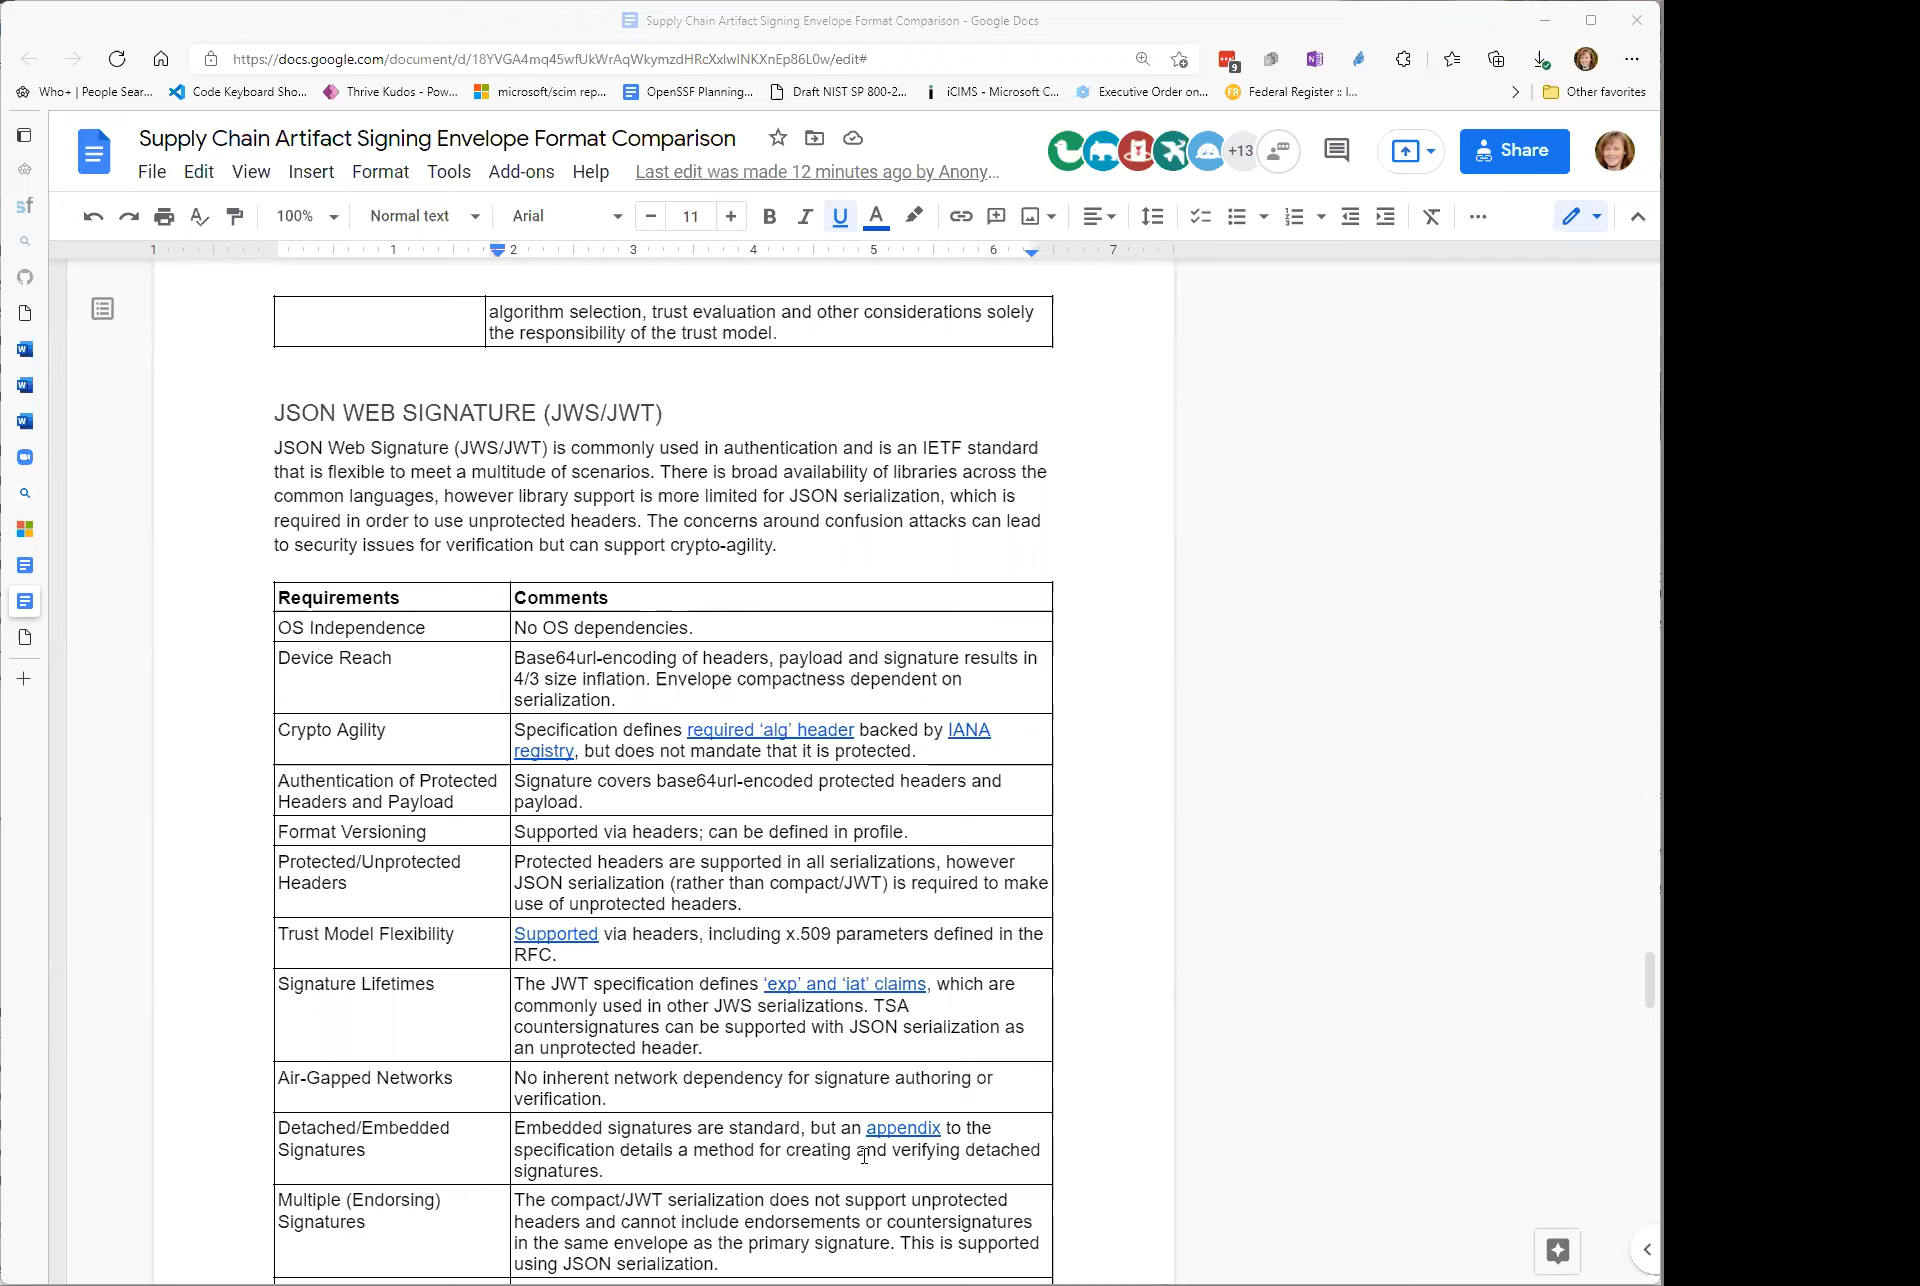 Supply Chain Artifact Signing Envelope Format Comparison - Google Docs
https://docs.google.com/document/d/18YVGA4mq45wfUkWrAqWkymzdHRcXxlwlNKXnEp86L0w/edit#
9
Who+ | People Sear...
Code Keyboard Sho...
Thrive Kudos - Pow...
microsoft/scim rep...
OpenSSF Planning...
Draft NIST SP 800-2...
iCIMS - Microsoft C...
Executive Order on...
FR
Federal Register :: I...
Other favorites
Supply Chain Artifact Signing Envelope Format Comparison
+13
Share
File Edit View Insert Format Tools Add-ons Help Last edit was made 12 minutes ago by Anony...
100% Normal text Arial 11 B I U A
1 1 2 3 4 5 6 7
sf
algorithm selection, trust evaluation and other considerations solely
the responsibility of the trust model.
JSON WEB SIGNATURE (JWS/JWT)
JSON Web Signature (JWS/JWT) is commonly used in authentication and is an IETF standard
that is flexible to meet a multitude of scenarios. There is broad availability of libraries across the
common languages, however library support is more limited for JSON serialization, which is
required in order to use unprotected headers. The concerns around confusion attacks can lead
to security issues for verification but can support crypto-agility.
Requirements
Comments
OS Independence
No OS dependencies.
Device Reach
Base64url-encoding of headers, payload and signature results in
4/3 size inflation. Envelope compactness dependent on
serialization.
Crypto Agility
Specification defines required ‘alg’ header backed by IANA
registry, but does not mandate that it is protected.
Authentication of Protected
Headers and Payload
Signature covers base64url-encoded protected headers and
payload.
Format Versioning
Supported via headers; can be defined in profile.
Protected/Unprotected
Headers
Protected headers are supported in all serializations, however
JSON serialization (rather than compact/JWT) is required to make
use of unprotected headers.
Trust Model Flexibility
Supported via headers, including x.509 parameters defined in the
RFC.
Signature Lifetimes
The JWT specification defines ‘exp’ and ‘iat’ claims, which are
commonly used in other JWS serializations. TSA
countersignatures can be supported with JSON serialization as
an unprotected header.
Air-Gapped Networks
No inherent network dependency for signature authoring or
verification.
Detached/Embedded
Signatures
Embedded signatures are standard, but an appendix to the
specification details a method for creating and verifying detached
signatures.
Multiple (Endorsing)
Signatures
The compact/JWT serialization does not support unprotected
headers and cannot include endorsements or countersignatures
in the same envelope as the primary signature. This is supported
using JSON serialization.